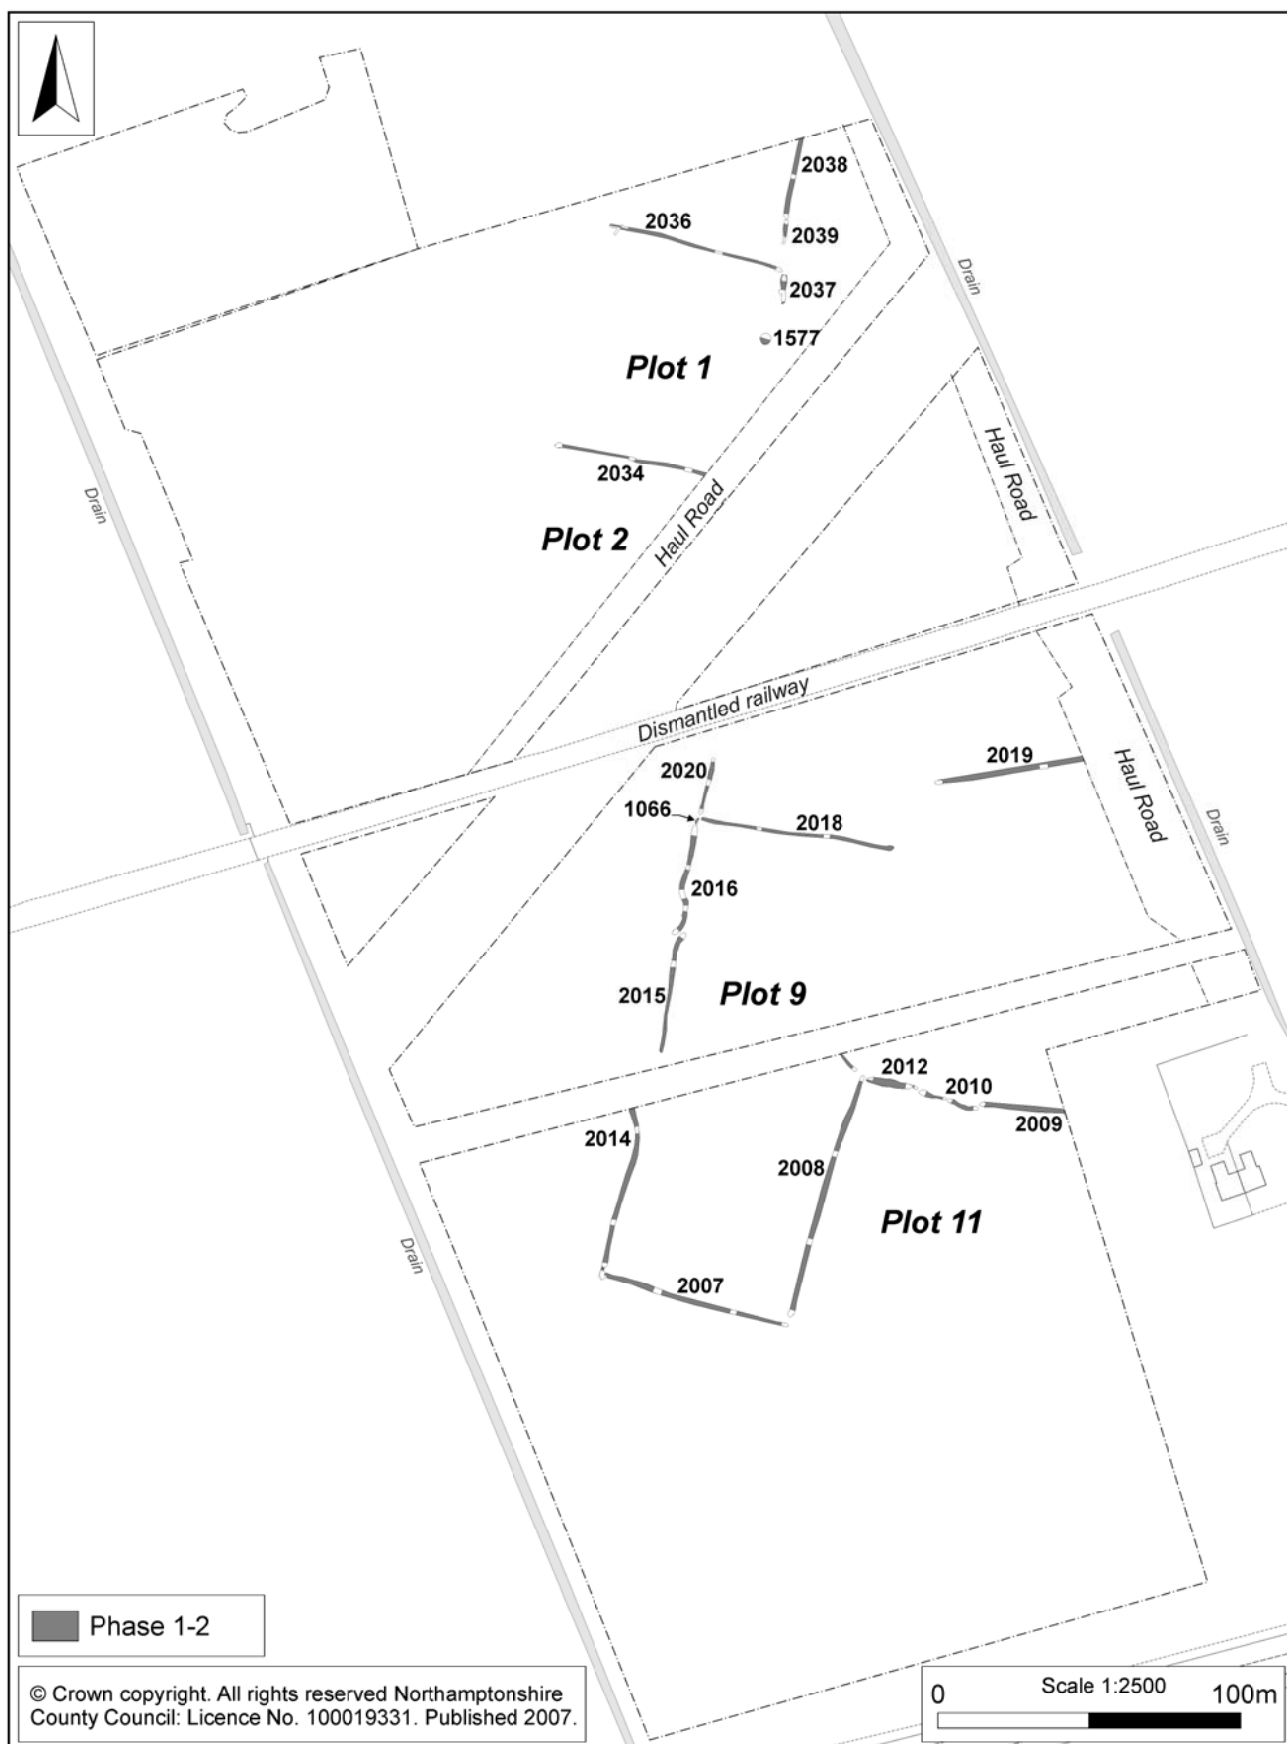 2038
2036
2039
Drain
2037
1577
Plot 1
Haul Road
2034
Drain
Haul Road
Plot 2
Dismantled railway
2020
2019
Haul Road
1066
2018
Drain
2016
2015
Plot 9
2012
2010
2009
2014
2008
Plot 11
Drain
2007
Phase 1-2
© Crown copyright. All rights reserved Northamptonshire
County Council: Licence No. 100019331. Published 2007.
Scale 1:2500
0 100m